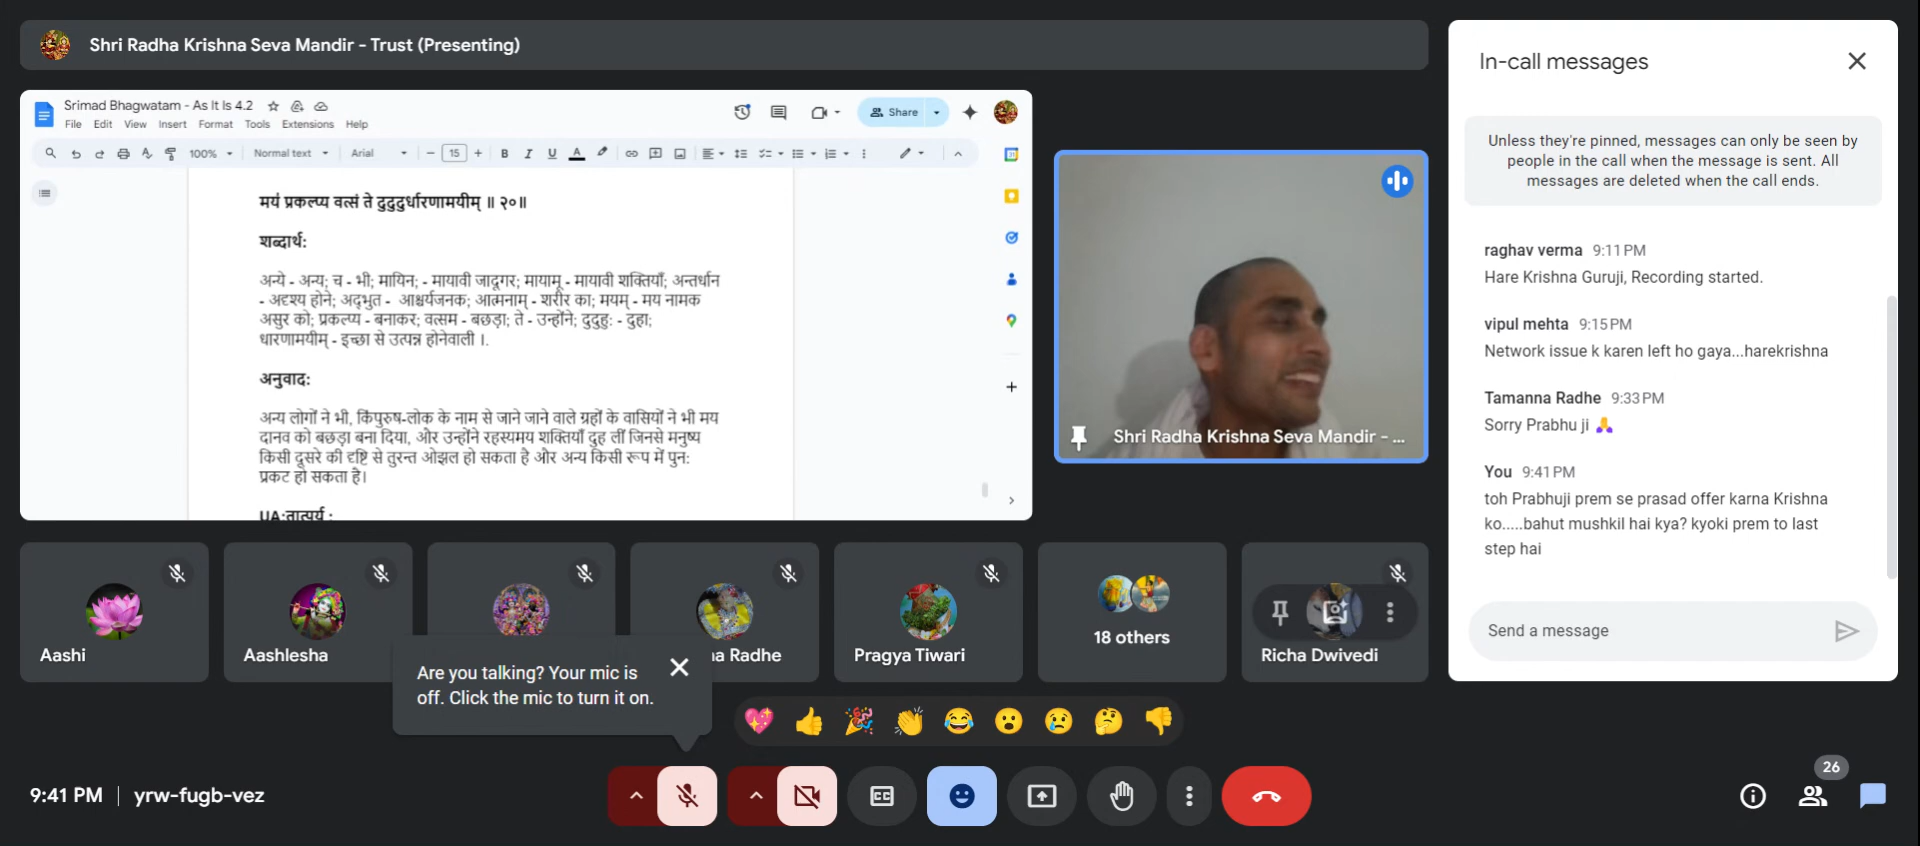 Shri Radha Krishna Seva Mandir - Trust (Presenting)
Srimad Bhagwatam - As It Is 4.2
File Edit View Insert Format Tools Extensions Help
Share
100% Normal text Arial 15
मयं प्रकल्प्य वत्सं ते दुदुहुर्धारणामयीम् ॥ २०॥
शब्दार्थ:
अन्ये - अन्य; च - भी; मायिन; - मायावी जादूगर; मायाम् - मायावी शक्तियाँ; अन्तर्धान
- अदृश्य होने; अद्भुत - आश्चर्यजनक; आत्मनाम् - शरीर का; मयम् - मय नामक
असुर को; प्रकल्प्य - बनाकर; वत्सम - बछड़ा; ते - उन्होंने; दुदुहु: - दुहा;
धारणामयीम् - इच्छा से उत्पन्न होनेवाली ।.
अनुवाद:
अन्य लोगों ने भी, किंपुरुष-लोक के नाम से जाने जाने वाले ग्रहों के वासियों ने भी मय
दानव को बछड़ा बना दिया, और उन्होंने रहस्यमय शक्तियाँ दुह लीं जिनसे मनुष्य
किसी दूसरे की दृष्टि से तुरन्त ओझल हो सकता है और अन्य किसी रूप में पुन:
प्रकट हो सकता है।
UA:तात्पर्य :
Shri Radha Krishna Seva Mandir - ...
Aashi
Aashlesha
na Radhe
Pragya Tiwari
18 others
Richa Dwivedi
Are you talking? Your mic is
off. Click the mic to turn it on.
9:41 PM | yrw-fugb-vez
CC
26
In-call messages
Unless they're pinned, messages can only be seen by
people in the call when the message is sent. All
messages are deleted when the call ends.
raghav verma 9:11 PM
Hare Krishna Guruji, Recording started.
vipul mehta 9:15 PM
Network issue k karen left ho gaya...harekrishna
Tamanna Radhe 9:33 PM
Sorry Prabhu ji 🙏
You 9:41 PM
toh Prabhuji prem se prasad offer karna Krishna
ko.....bahut mushkil hai kya? kyoki prem to last
step hai
Send a message